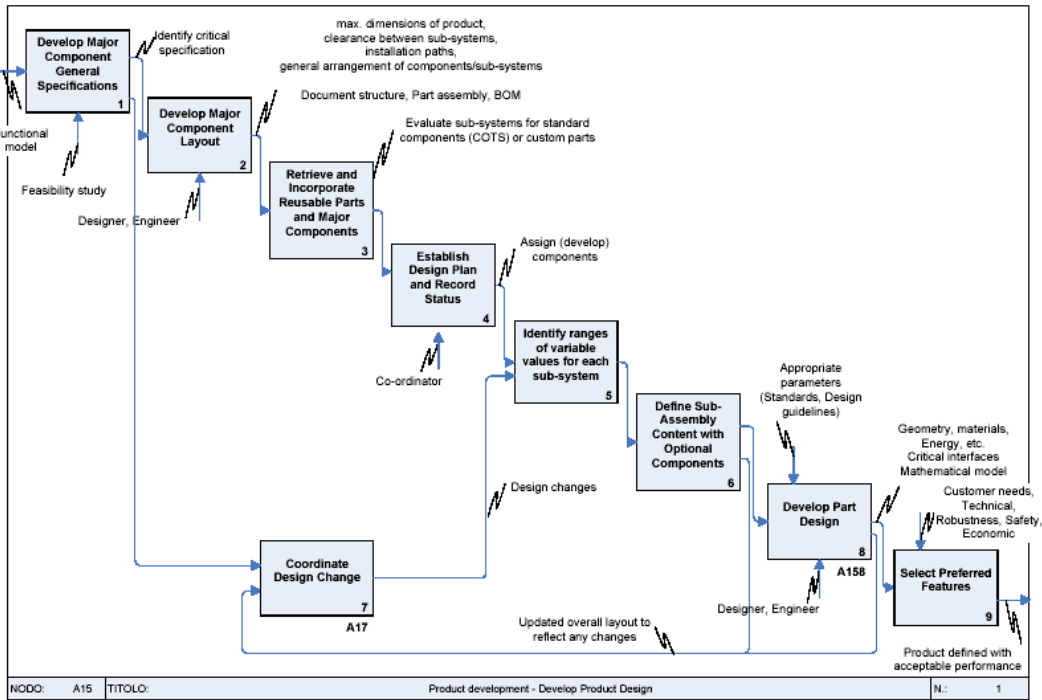 Develop Major
Component
General
Specifications
1
Identify critical
specification
unctional
model
Feasibility study
max. dimensions of product,
clearance between sub-systems,
installation paths,
general arrangement of components/sub-systems
Document structure, Part assembly, BOM
Develop Major
Component
Layout
2
Designer, Engineer
Evaluate sub-systems for standard
components (COTS) or custom parts
Retrieve and
Incorporate
Reusable Parts
and Major
Components
3
Establish
Design Plan
and Record
Status
4
Assign (develop)
components
Co-ordinator
Identify ranges
of variable
values for each
sub-system
5
Define Sub-
Assembly
Content with
Optional
Components
6
Appropriate
parameters
(Standards, Design
guidelines)
Develop Part
Design
8
A158
Designer, Engineer
Geometry, materials,
Energy, etc.
Critical interfaces
Mathematical model
Customer needs,
Technical,
Robustness, Safety,
Economic
Select Preferred
Features
9
Product defined with
acceptable performance
Design changes
Coordinate
Design Change
7
A17
Updated overall layout to
reflect any changes
NODO: A15 TITOLO: Product development - Develop Product Design N.: 1